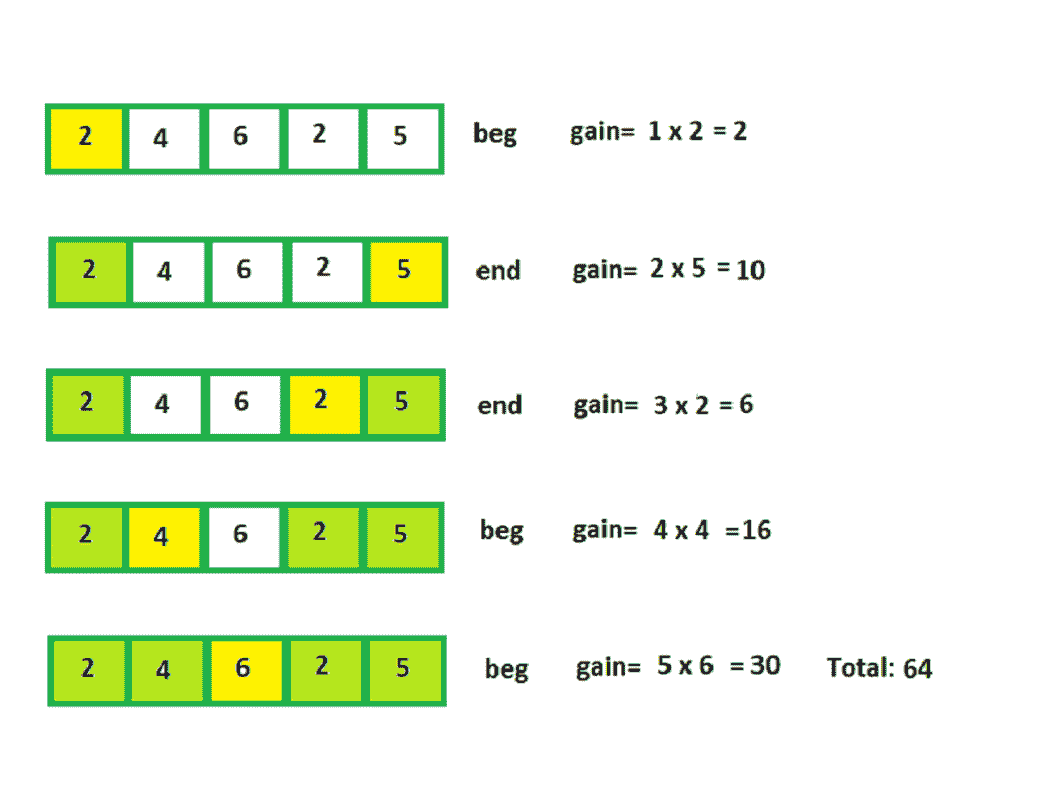 2 4 6 2 5 beg gain= 1 x 2 = 2
2 4 6 2 5 end gain= 2 x 5 = 10
2 4 6 2 5 end gain= 3 x 2 = 6
2 4 6 2 5 beg gain= 4 x 4 =16
2 4 6 2 5 beg gain= 5 x 6 = 30 Total: 64